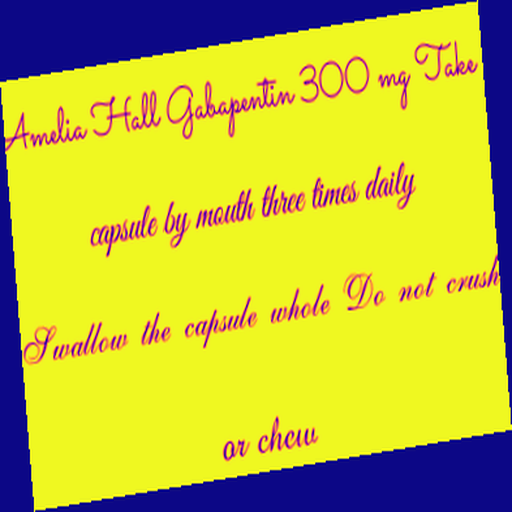 Amelia Hall Gabapentin 300 mg Take
capsule by mouth three times daily
Swallow the capsule whole Do not crush
or chew